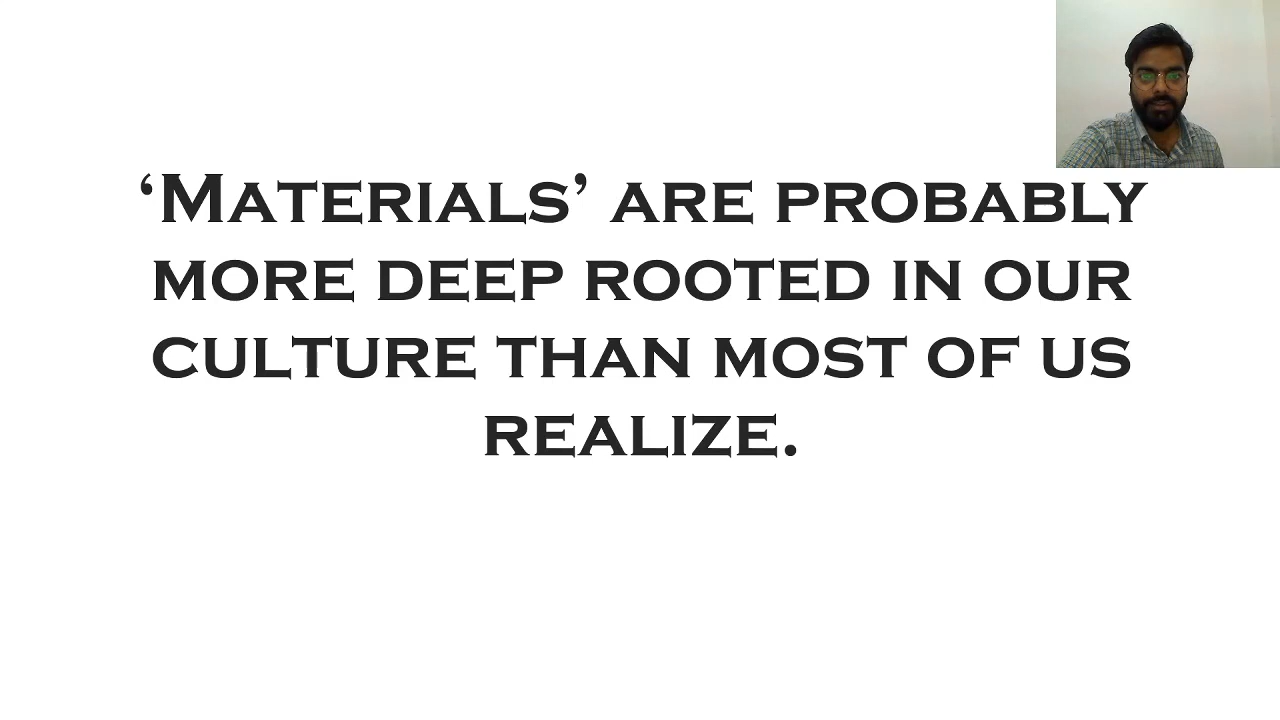 ‘Materials’ are probably
more deep rooted in our
culture than most of us
realize.